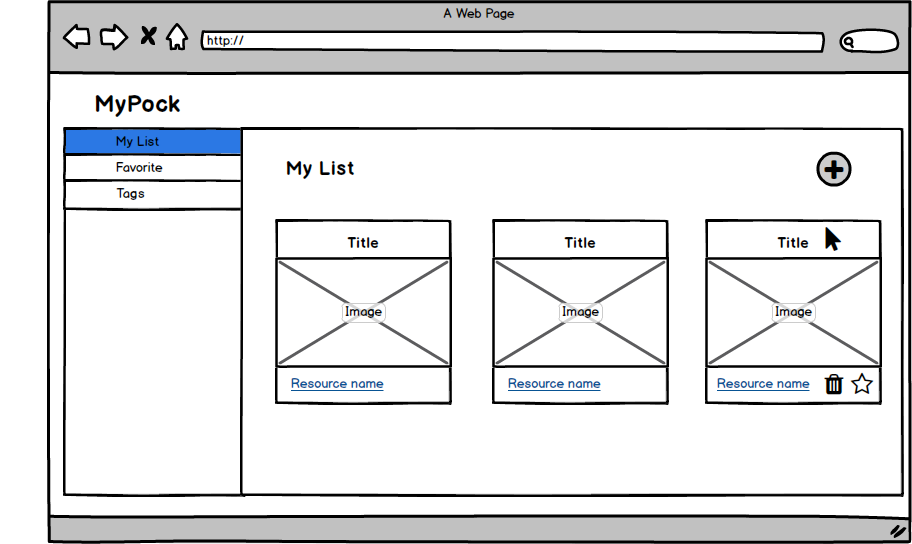 A Web Page
http://
MyPock
My List
Favorite
Tags
My List
Title
Title
Title
Image
Image
Image
Resource name
Resource name
Resource name